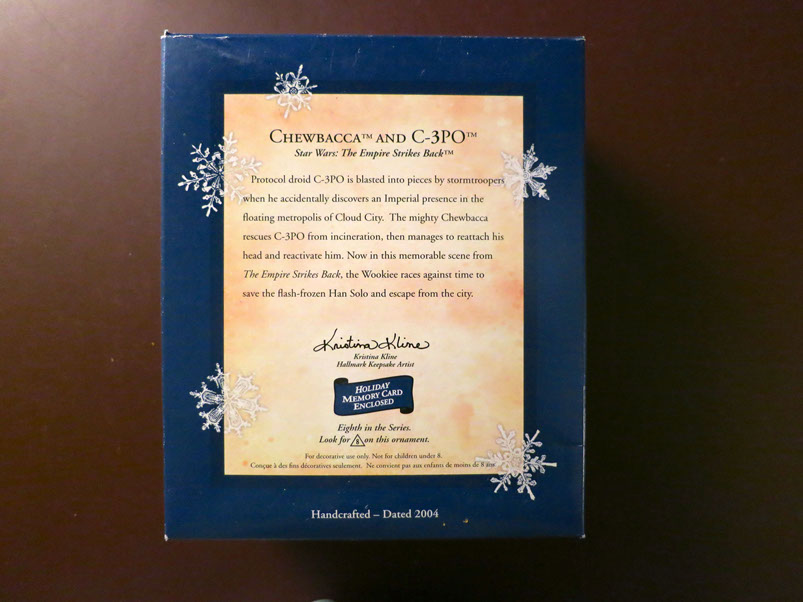 Chewbacca™ and C-3PO™
Star Wars: The Empire Strikes Back™
Protocol droid C-3PO is blasted into pieces by stormtroopers
when he accidentally discovers an Imperial presence in the
floating metropolis of Cloud City. The mighty Chewbacca
rescues C-3PO from incineration, then manages to reattach his
head and reactivate him. Now in this memorable scene from
The Empire Strikes Back, the Wookiee races against time to
save the flash-frozen Han Solo and escape from the city.
Kristina Kline
Kristina Kline
Hallmark Keepsake Artist
Holiday
Memory Card
Enclosed
Eighth in the Series.
Look for 8 on this ornament.
For decorative use only. Not for children under 8.
Conçue à des fins décoratives seulement. Ne convient pas aux enfants de moins de 8 ans
Handcrafted – Dated 2004